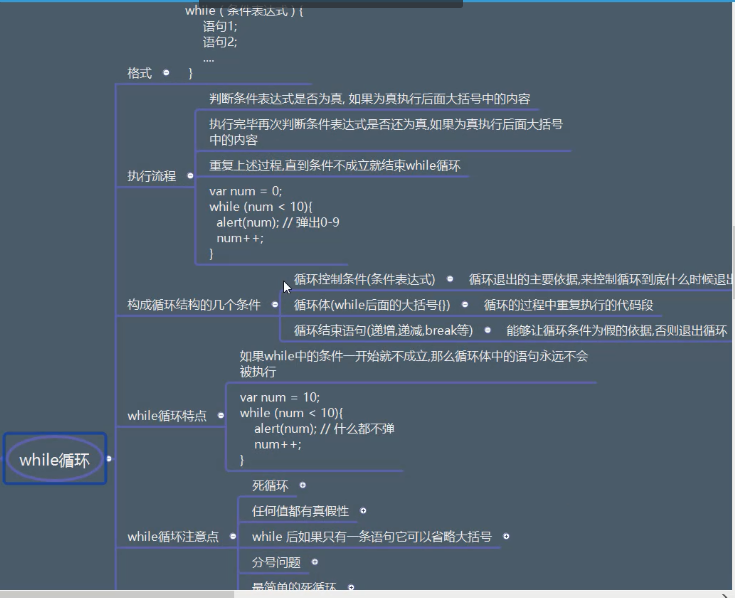 while ( 条件表达式 ) {
语句1;
语句2;
....
格式
}
判断条件表达式是否为真, 如果为真执行后面大括号中的内容
执行完毕再次判断条件表达式是否还为真,如果为真执行后面大括号
中的内容
执行流程
重复上述过程,直到条件不成立就结束while循环
var num = 0;
while (num < 10){
alert(num); // 弹出0-9
num++;
}
构成循环结构的几个条件
循环控制条件(条件表达式)
循环退出的主要依据,来控制循环到底什么时候退出
循环体(while后面的大括号{})
循环的过程中重复执行的代码段
循环结束语句(递增,递减,break等)
能够让循环条件为假的依据,否则退出循环
如果while中的条件一开始就不成立,那么循环体中的语句永远不会
被执行
while循环特点
var num = 10;
while (num < 10){
alert(num); // 什么都不弹
num++;
}
while循环
while循坏注意点
死循环
任何值都有真假性
while 后如果只有一条语句它可以省略大括号
分号问题
最简单的死循环